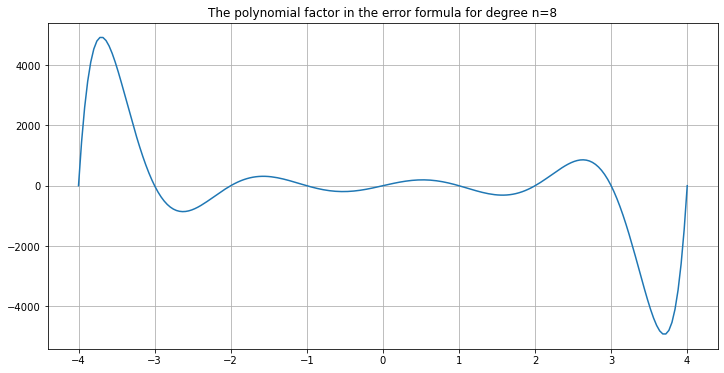 The polynomial factor in the error formula for degree n=8
4000
2000
0
−2000
−4000
−4 −3 −2 −1 0 1 2 3 4